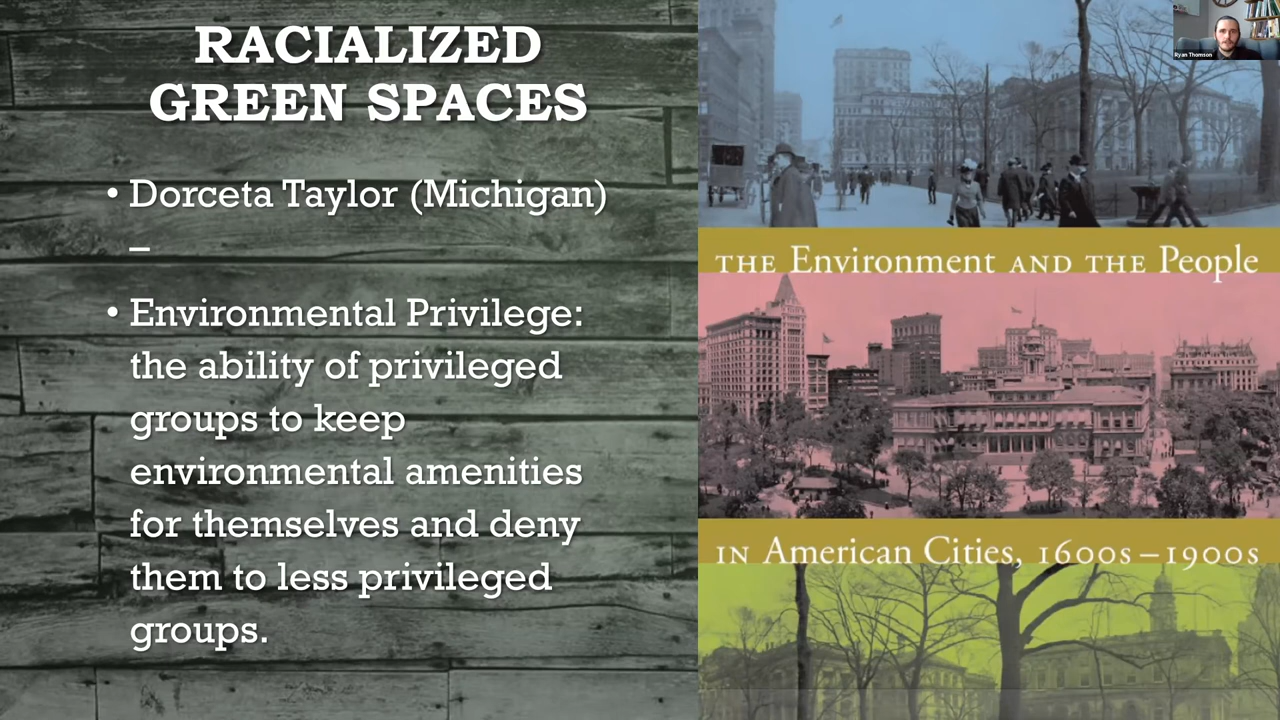 RACIALIZED
GREEN SPACES
• Dorceta Taylor (Michigan)
–
• Environmental Privilege:
the ability of privileged
groups to keep
environmental amenities
for themselves and deny
them to less privileged
groups.
THE Environment AND THE People
IN American Cities, 1600s–1900s
Ryan Thomson